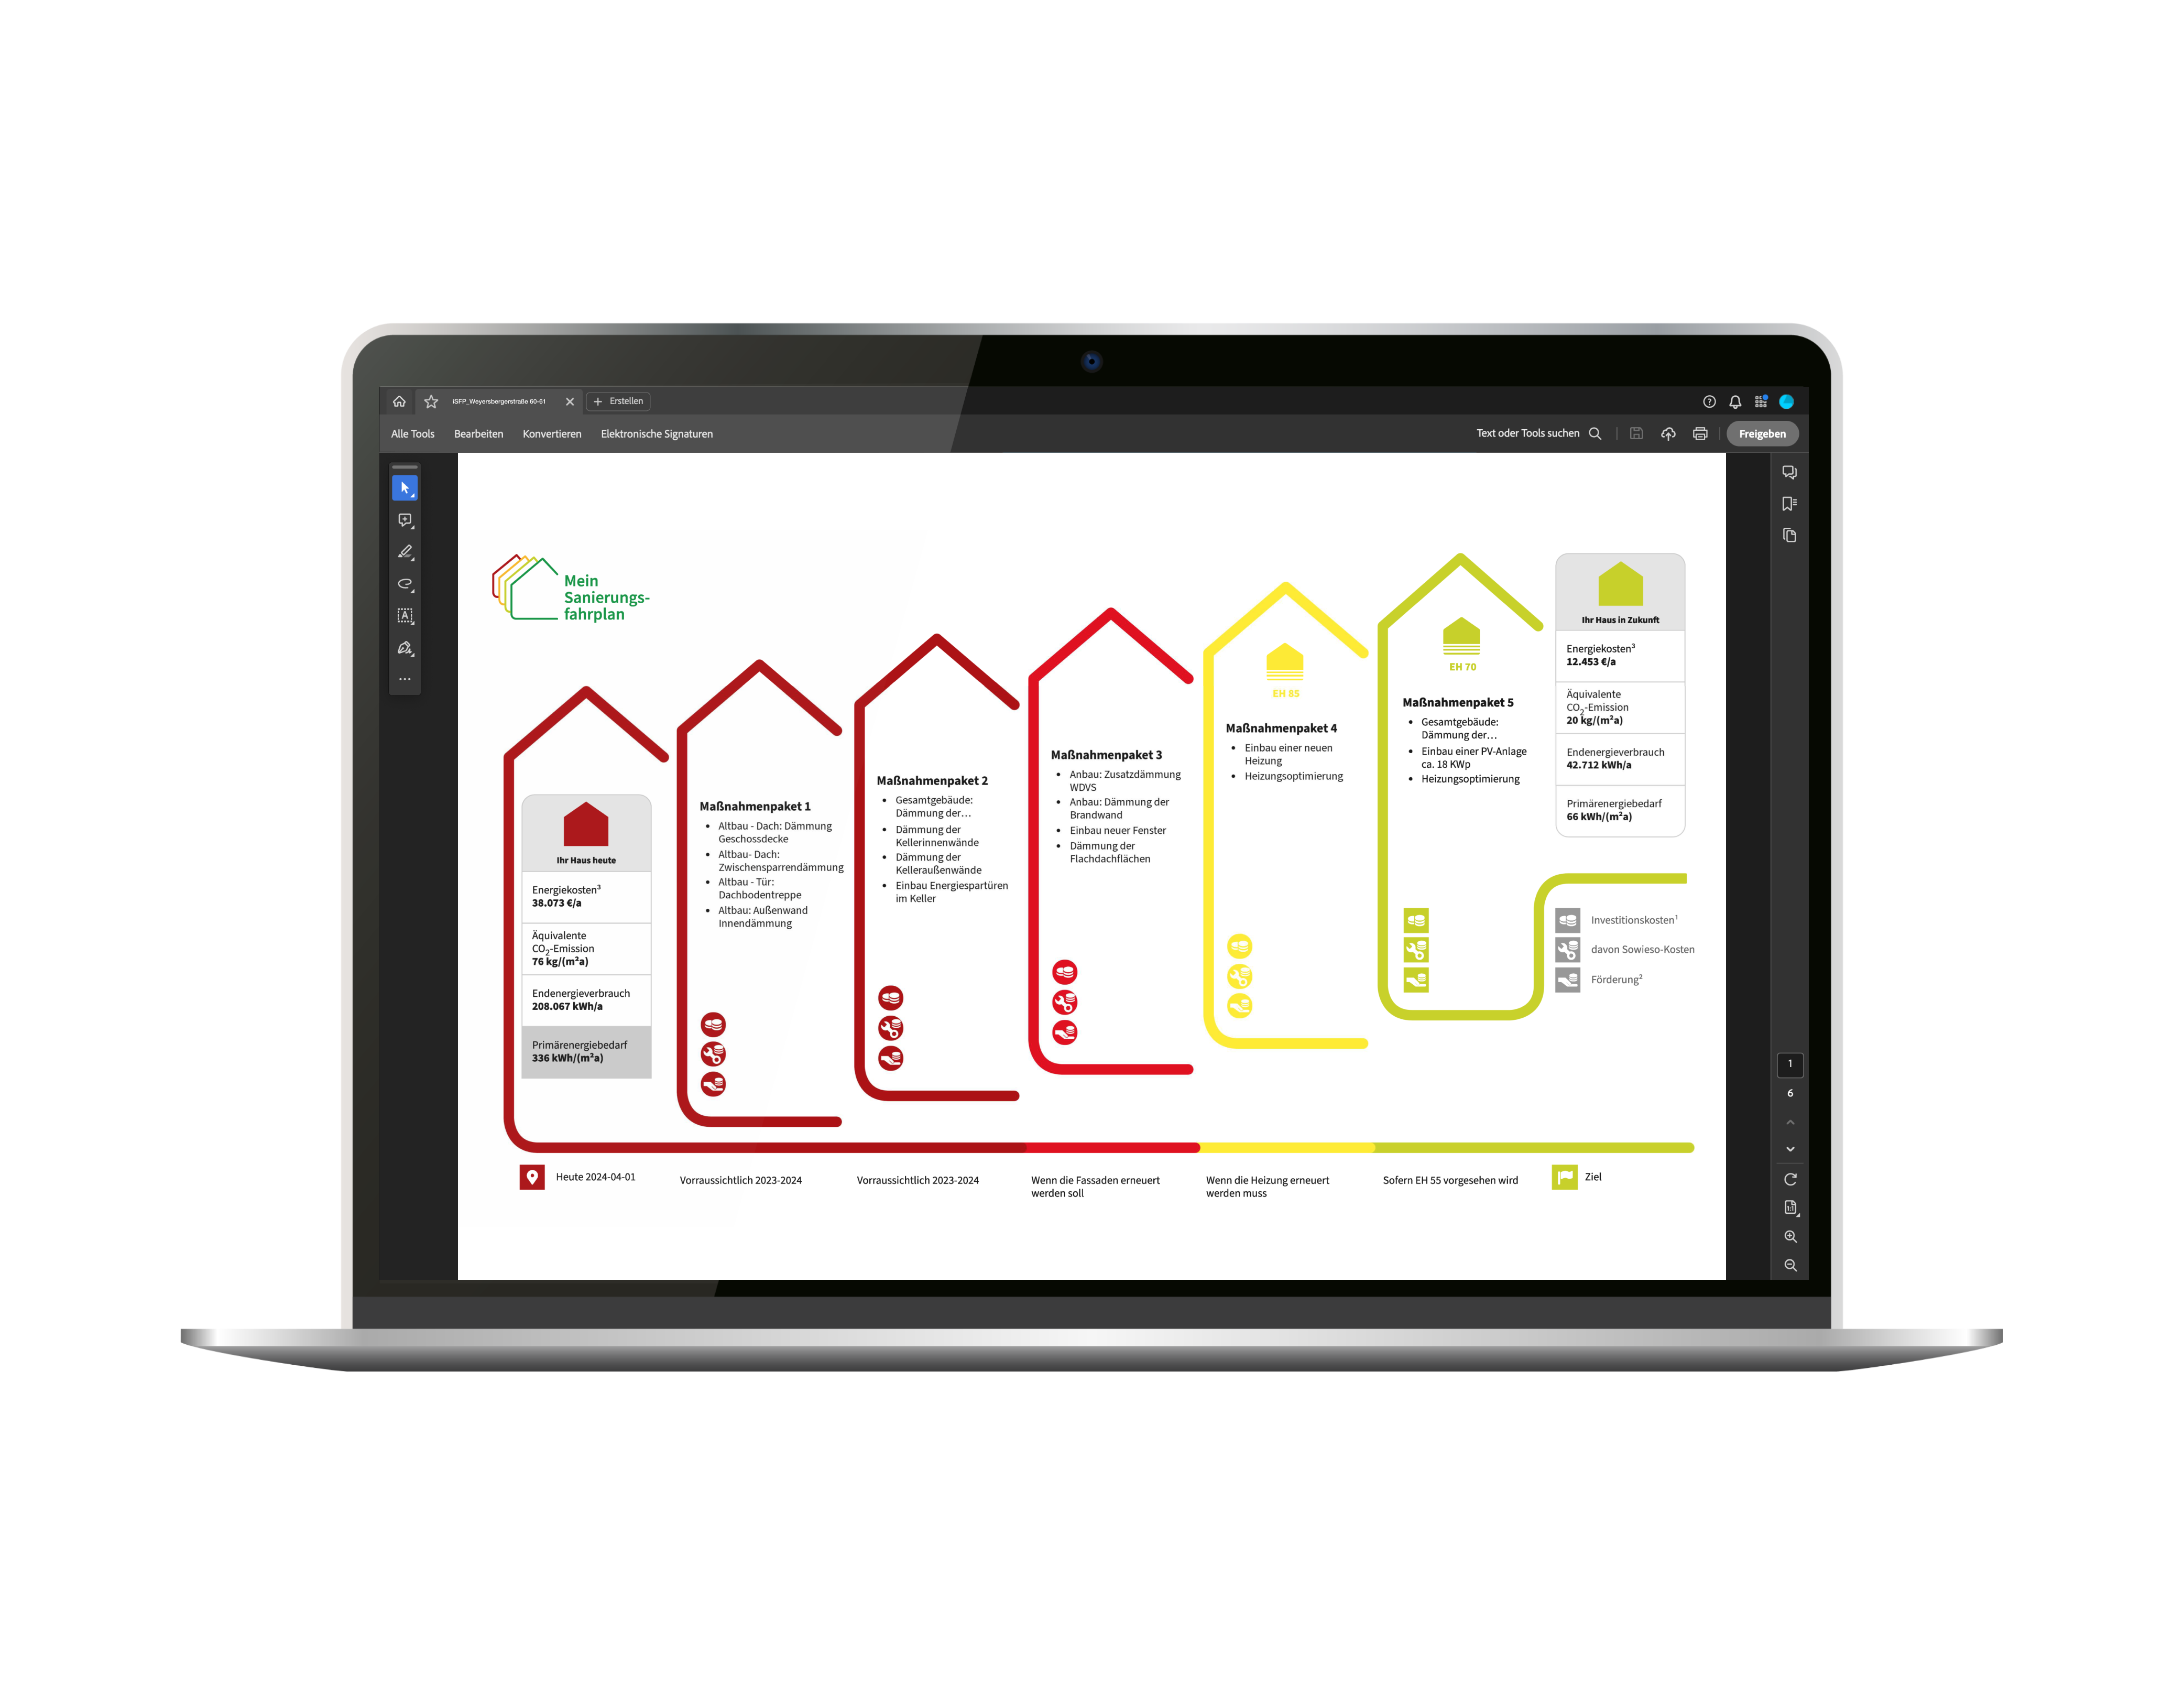 iSFP_Weyersbergerstraße 60-61
Erstellen
Alle Tools
Bearbeiten
Konvertieren
Elektronische Signaturen
Text oder Tools suchen
Freigeben
Mein
Sanierungs-
fahrplan
Ihr Haus heute
Energiekosten³
38.073 €/a
Äquivalente
CO₂-Emission
76 kg/(m²a)
Endenergieverbrauch
208.067 kWh/a
Primärenergiebedarf
336 kWh/(m²a)
Maßnahmenpaket 1
• Altbau - Dach: Dämmung
Geschossdecke
• Altbau- Dach:
Zwischensparrendämmung
• Altbau - Tür:
Dachbodentreppe
• Altbau: Außenwand
Innendämmung
Maßnahmenpaket 2
• Gesamtgebäude:
Dämmung der…
• Dämmung der
Kellerinnenwände
• Dämmung der
Kelleraußenwände
• Einbau Energiespartüren
im Keller
Maßnahmenpaket 3
• Anbau: Zusatzdämmung
WDVS
• Anbau: Dämmung der
Brandwand
• Einbau neuer Fenster
• Dämmung der
Flachdachflächen
EH 85
Maßnahmenpaket 4
• Einbau einer neuen
Heizung
• Heizungsoptimierung
EH 70
Maßnahmenpaket 5
• Gesamtgebäude:
Dämmung der…
• Einbau einer PV-Anlage
ca. 18 KWp
• Heizungsoptimierung
Ihr Haus in Zukunft
Energiekosten³
12.453 €/a
Äquivalente
CO₂-Emission
20 kg/(m²a)
Endenergieverbrauch
42.712 kWh/a
Primärenergiebedarf
66 kWh/(m²a)
Investitionskosten¹
davon Sowieso-Kosten
Förderung²
Heute 2024-04-01
Vorraussichtlich 2023-2024
Vorraussichtlich 2023-2024
Wenn die Fassaden erneuert
werden soll
Wenn die Heizung erneuert
werden muss
Sofern EH 55 vorgesehen wird
Ziel
1
6